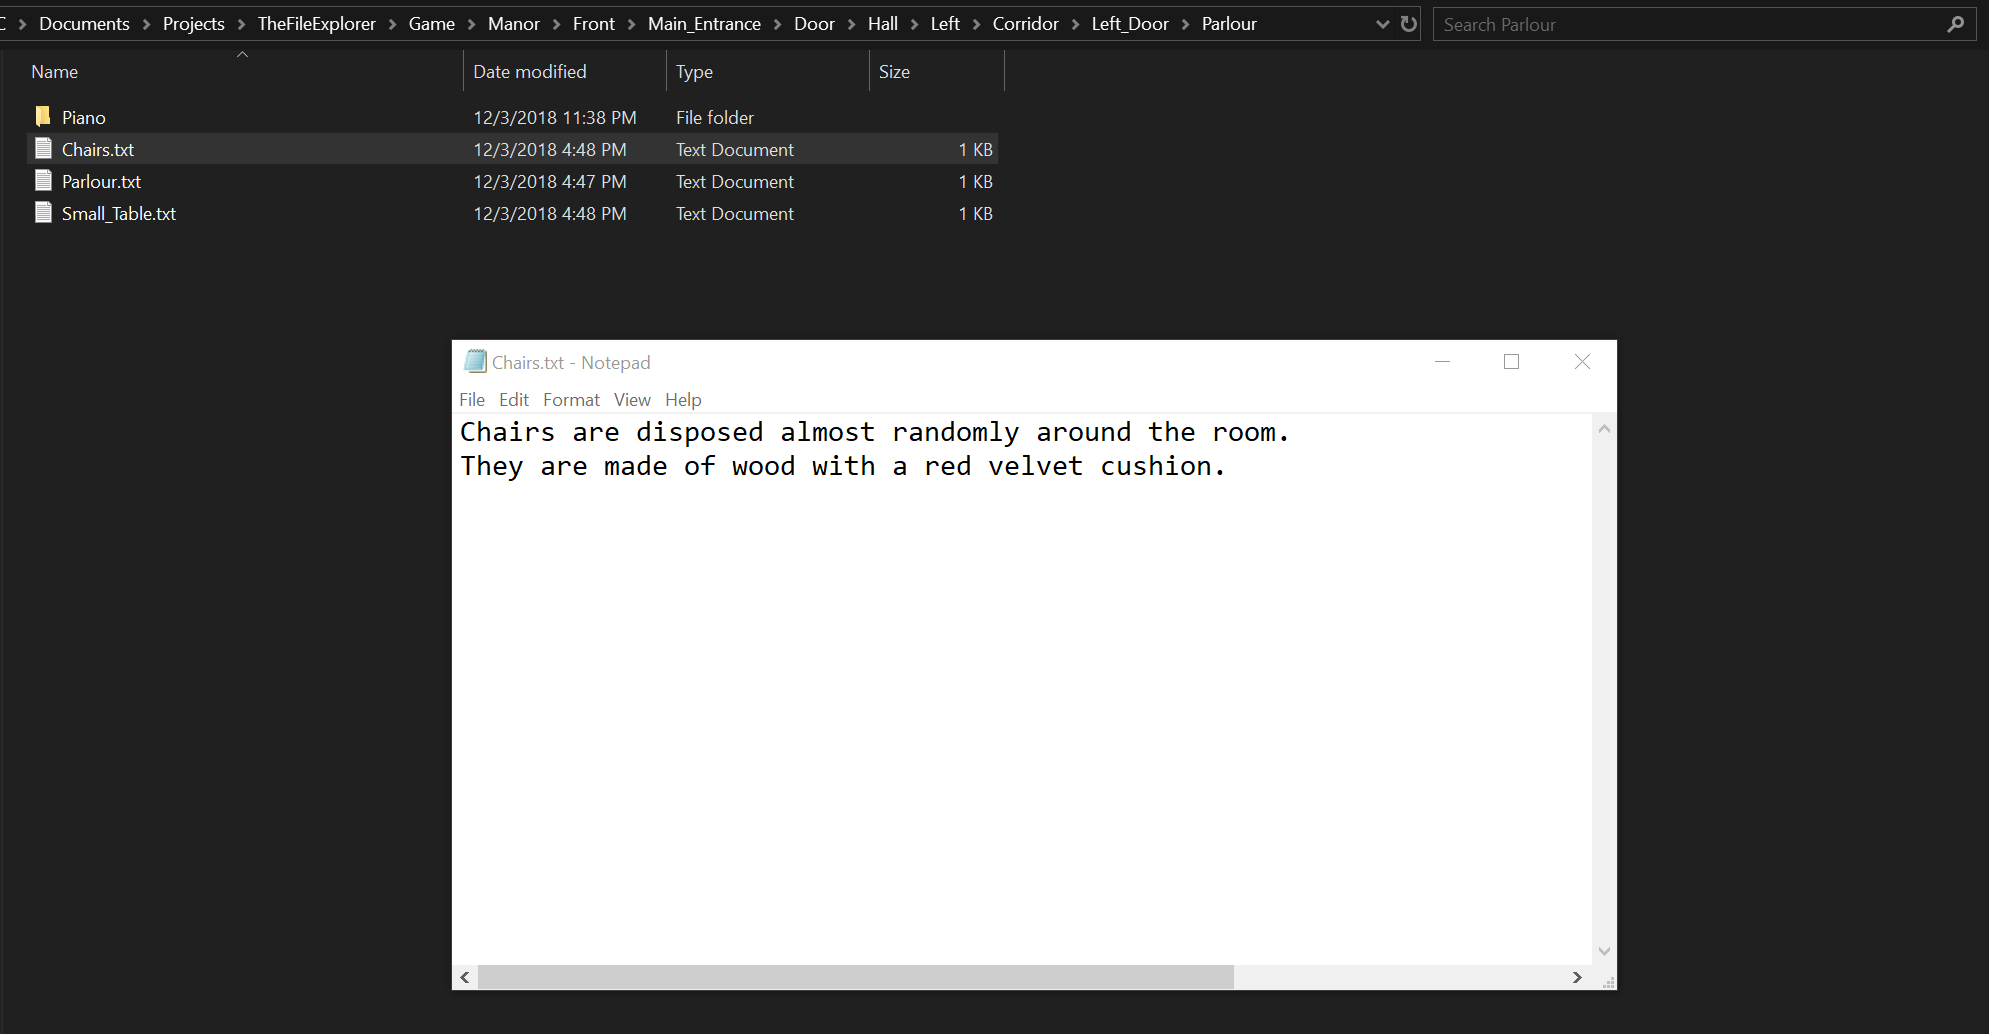 C > Documents > Projects > TheFileExplorer > Game > Manor > Front > Main_Entrance > Door > Hall > Left > Corridor > Left_Door > Parlour Search Parlour
Name Date modified Type Size
Piano 12/3/2018 11:38 PM File folder
Chairs.txt 12/3/2018 4:48 PM Text Document 1 KB
Parlour.txt 12/3/2018 4:47 PM Text Document 1 KB
Small_Table.txt 12/3/2018 4:48 PM Text Document 1 KB
Chairs.txt - Notepad
File Edit Format View Help
Chairs are disposed almost randomly around the room.
They are made of wood with a red velvet cushion.